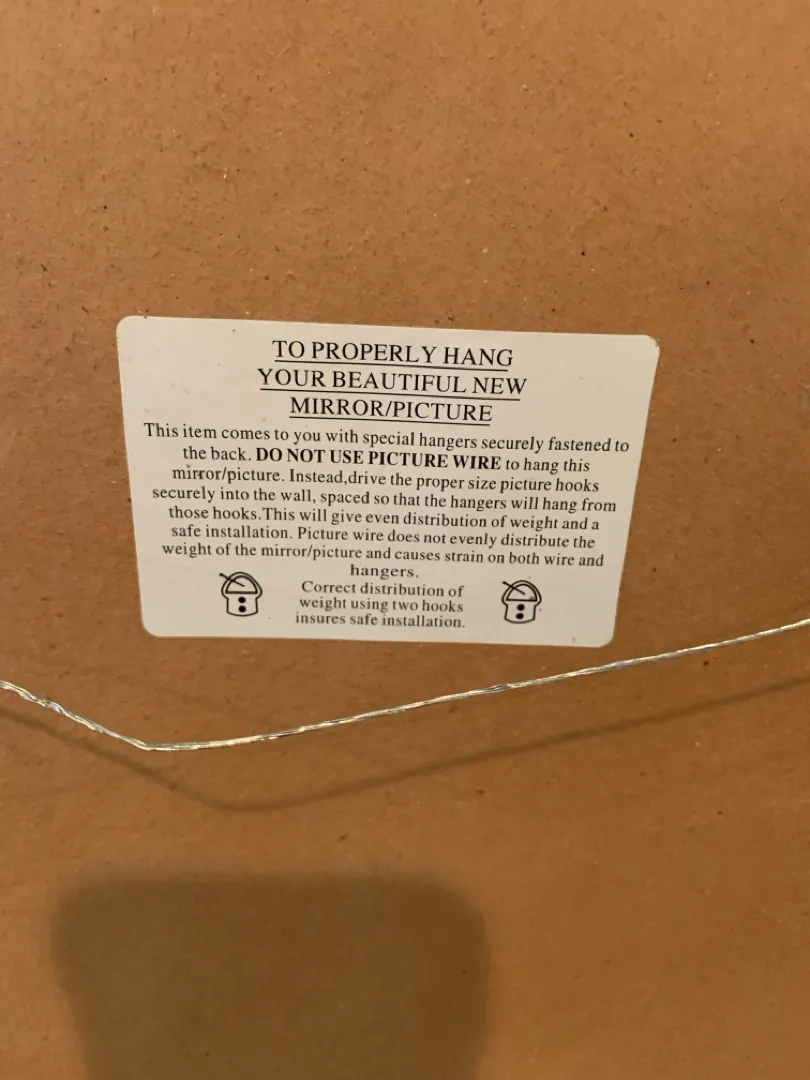 TO PROPERLY HANG
YOUR BEAUTIFUL NEW
MIRROR/PICTURE
This item comes to you with special hangers securely fastened to
the back. DO NOT USE PICTURE WIRE to hang this
mirror/picture. Instead,drive the proper size picture hooks
securely into the wall, spaced so that the hangers will hang from
those hooks.This will give even distribution of weight and a
safe installation. Picture wire does not evenly distribute the
weight of the mirror/picture and causes strain on both wire and
hangers.
Correct distribution of
weight using two hooks
insures safe installation.